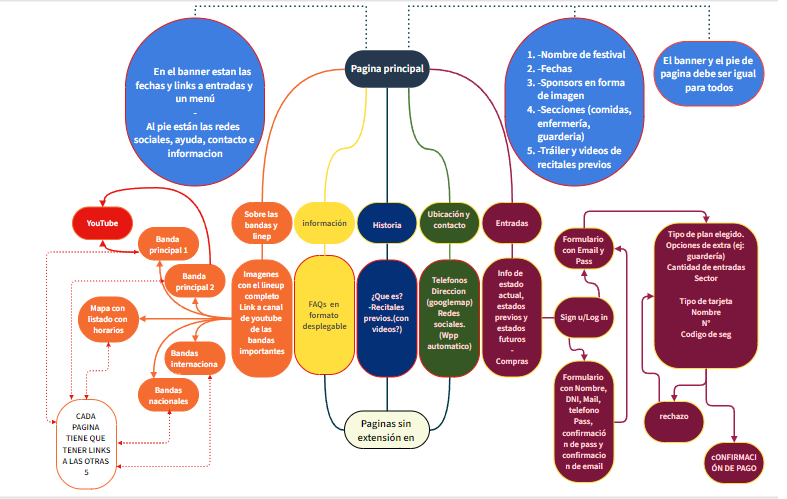 En el banner estan las
fechas y links a entradas y
un menú
-
Al pie están las redes
sociales, ayuda, contacto e
informacion
Pagina principal
1. -Nombre de festival
2. -Fechas
3. -Sponsors en forma
de imagen
4. -Secciones (comidas,
enfermería,
guarderia)
5. -Tráiler y videos de
recitales previos
El banner y el pie de
pagina debe ser igual
para todos
YouTube
Banda
principal 1
Banda
principal 2
Mapa con
listado con
horarios
Bandas
internaciona
Bandas
nacionales
CADA
PAGINA
TIENE QUE
TENER LINKS
A LAS OTRAS
5
Sobre las
bandas y
linep
Imagenes
con el lineup
completo
Link a canal
de youtube
de las
bandas
importantes
información
FAQs en
formato
desplegable
Historia
¿Que es?
-Recitales
previos.(con
videos?)
Ubicación y
contacto
Telefonos
Direccion
(googlemap)
Redes
sociales.
(Wpp
automatico)
Entradas
Info de
estado
actual,
estados
previos y
estados
futuros
-
Compras
Paginas sin
extensión en
Formulario
con Email y
Pass
Sign u/Log in
Formulario
con Nombre,
DNI, Mail,
telefono
Pass,
confirmació
n de pass y
confirmacio
n de email
Tipo de plan elegido.
Opciones de extra (ej:
guardería)
Cantidad de entradas
Sector
Tipo de tarjeta
Nombre
N°
Codigo de seg
rechazo
cONFIRMACI
ÓN DE PAGO